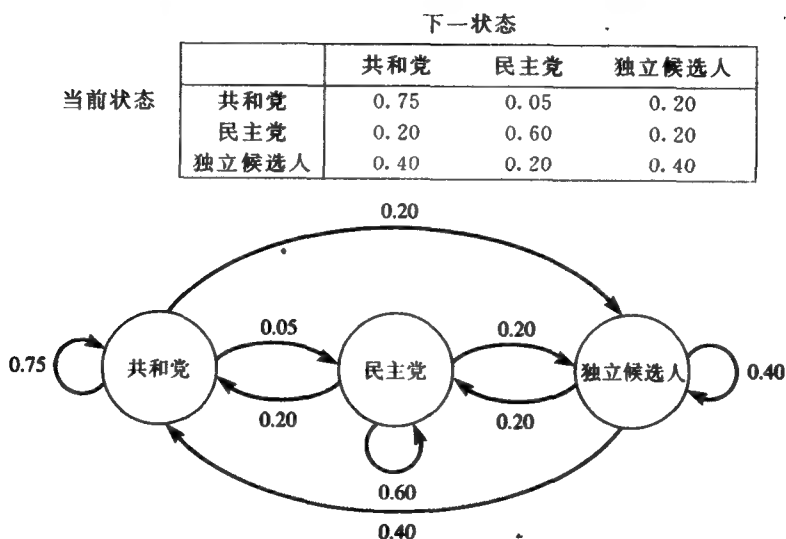 下一状态
共和党 民主党 独立候选人
当前状态 共和党 0.75 0.05 0.20
民主党 0.20 0.60 0.20
独立候选人 0.40 0.20 0.40
0.20
0.05 0.20
0.75 共和党 民主党 独立候选人 0.40
0.20 0.20
0.60
0.40